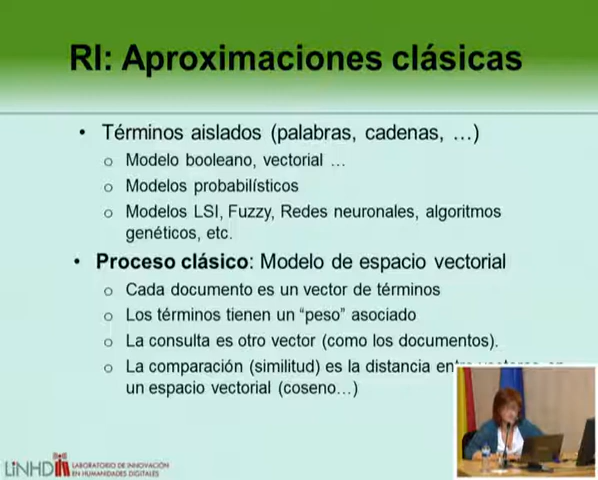 RI: Aproximaciones clásicas
• Términos aislados (palabras, cadenas, …)
o Modelo booleano, vectorial …
o Modelos probabilísticos
o Modelos LSI, Fuzzy, Redes neuronales, algoritmos
genéticos, etc.
• Proceso clásico: Modelo de espacio vectorial
o Cada documento es un vector de términos
o Los términos tienen un “peso” asociado
o La consulta es otro vector (como los documentos).
o La comparación (similitud) es la distancia
un espacio vectorial (coseno…)
LINHD LABORATORIO DE INNOVACIÓN
EN HUMANIDADES DIGITALES